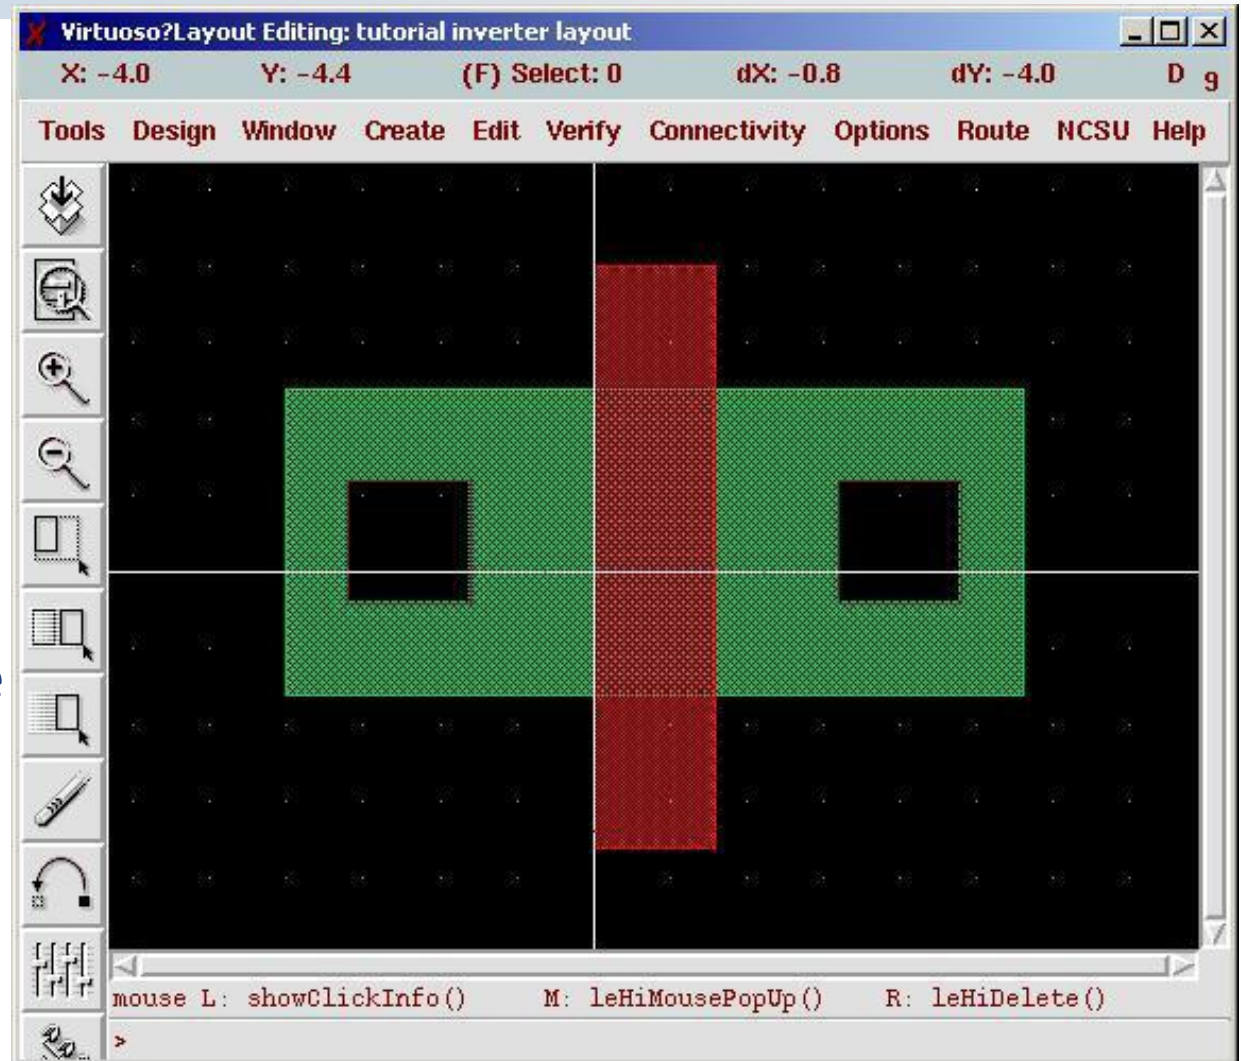 Virtuoso?Layout Editing: tutorial inverter layout
X: -4.0 Y: -4.4 (F) Select: 0 dX: -0.8 dY: -4.0 D 9
Tools Design Window Create Edit Verify Connectivity Options Route NCSU Help
mouse L: showClickInfo() M: leHiMousePopUp() R: leHiDelete()
>